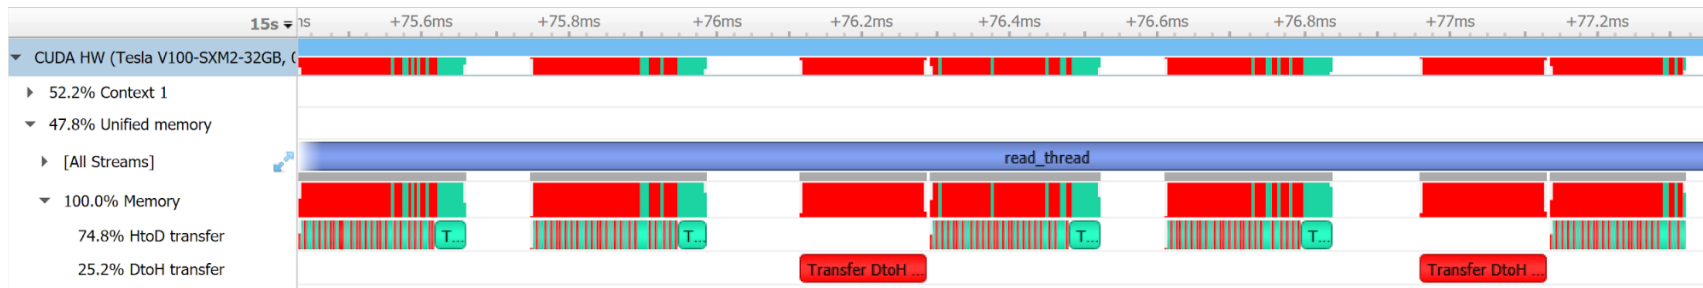 15s
+75.6ms +75.8ms +76ms +76.2ms +76.4ms +76.6ms +76.8ms +77ms +77.2ms
CUDA HW (Tesla V100-SXM2-32GB,
52.2% Context 1
47.8% Unified memory
[All Streams] read_thread
100.0% Memory
74.8% HtoD transfer T... T... T... T...
25.2% DtoH transfer Transfer DtoH ... Transfer DtoH ...